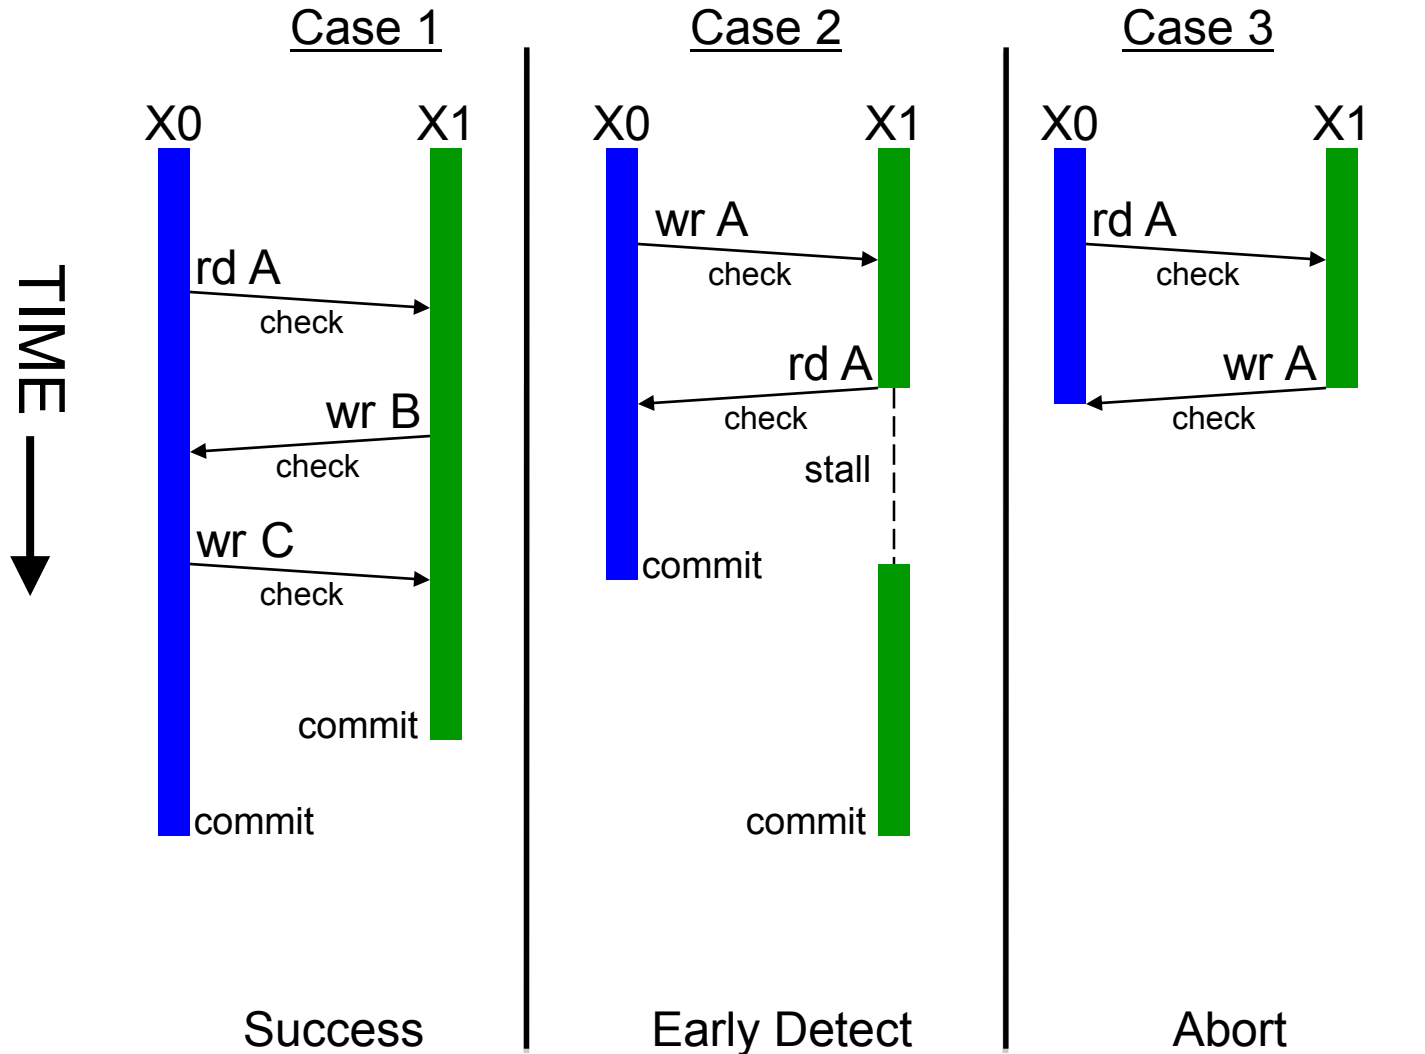 Case 1
Case 2
Case 3
X0
X1
X0
X1
X0
X1
TIME
rd A
check
wr B
check
wr C
check
commit
commit
wr A
check
rd A
check
stall
commit
commit
rd A
check
wr A
check
Success
Early Detect
Abort